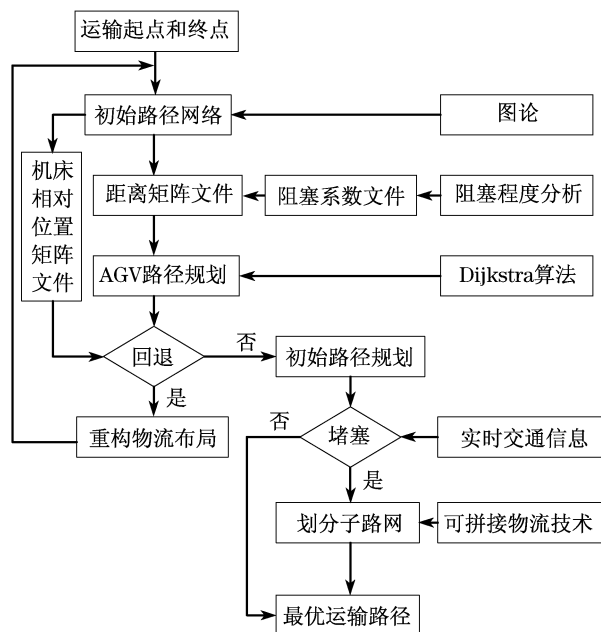 运输起点和终点
初始路径网络
图论
机床
相对
位置
矩阵
文件
距离矩阵文件
阻塞系数文件
阻塞程度分析
AGV路径规划
Dijkstra算法
回退
否
初始路径规划
是
重构物流布局
否
堵塞
实时交通信息
是
划分子路网
可拼接物流技术
最优运输路径